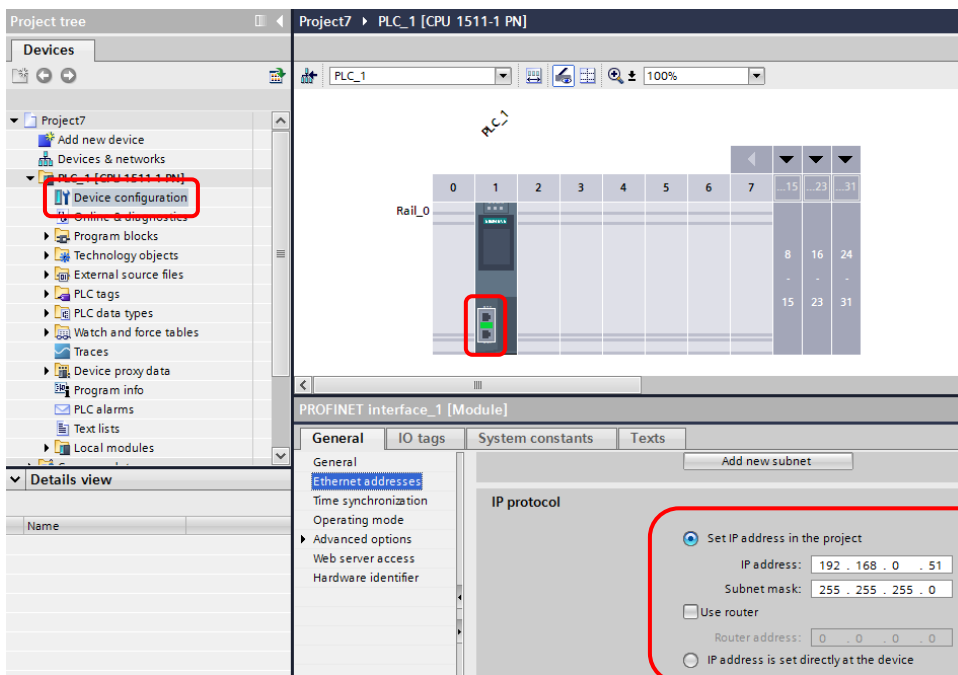 Project tree
Devices
Project7
Add new device
Devices & networks
PLC_1 [CPU 1511-1 PN]
Device configuration
Online & diagnostics
Program blocks
Technology objects
External source files
PLC tags
PLC data types
Watch and force tables
Traces
Device proxy data
Program info
PLC alarms
Text lists
Local modules
Details view
Name
Project7 PLC_1 [CPU 1511-1 PN]
PLC_1
100%
PLC_1
0 1 2 3 4 5 6 7 ...15 ...23 ...31
Rail_0
SIEMENS
8 16 24
- - -
15 23 31
PROFINET interface_1 [Module]
General IO tags System constants Texts
General
Ethernet addresses
Time synchronization
Operating mode
Advanced options
Web server access
Hardware identifier
Add new subnet
IP protocol
Set IP address in the project
IP address: 192 . 168 . 0 . 51
Subnet mask: 255 . 255 . 255 . 0
Use router
Router address: 0 . 0 . 0 . 0
IP address is set directly at the device